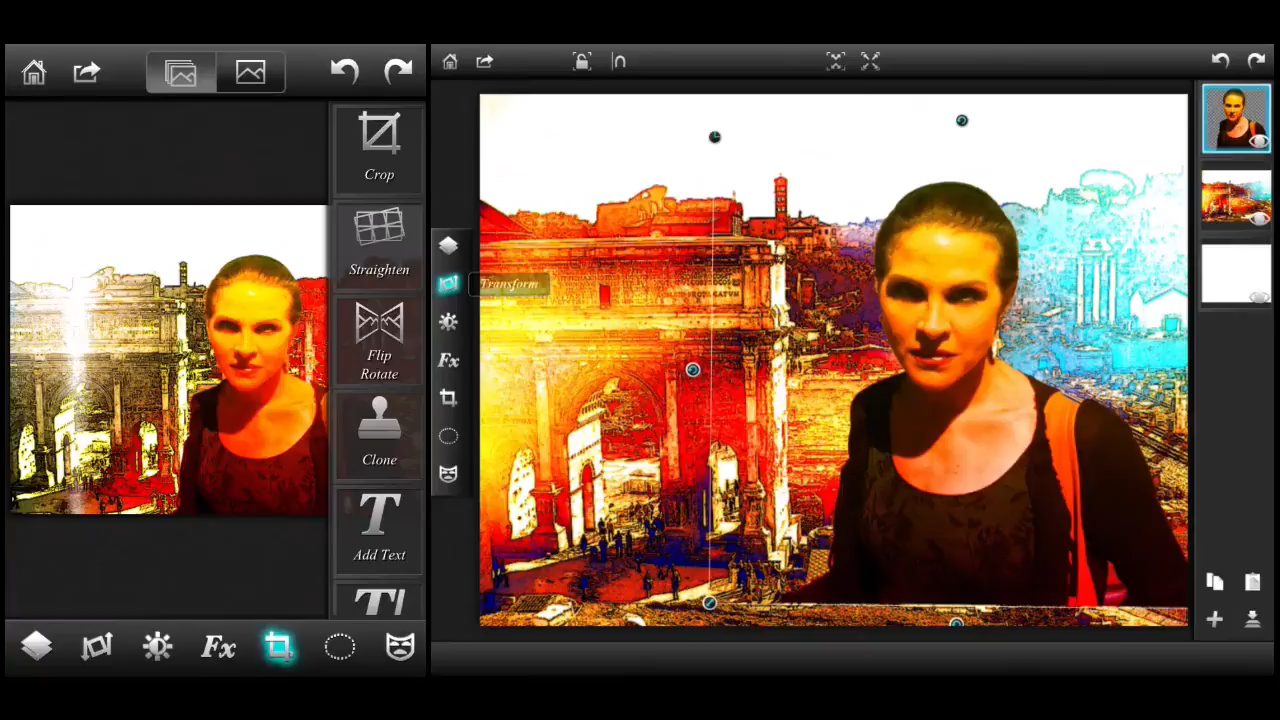 Crop
Straighten
Flip
Rotate
Clone
T
Add Text
T
Transform
Fx
Fx